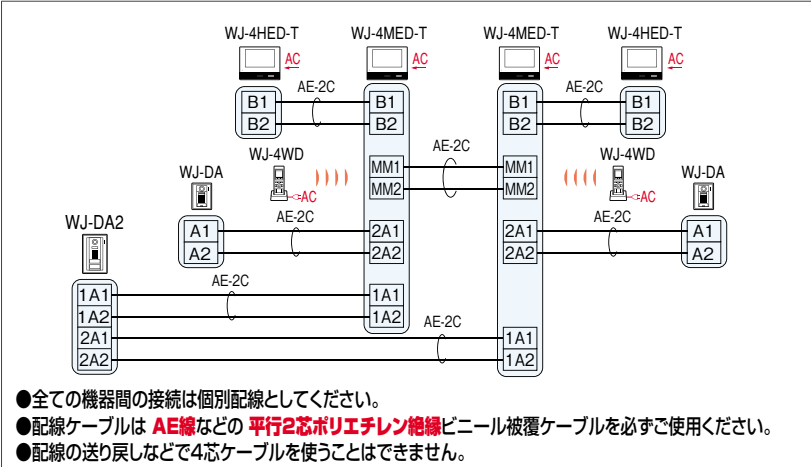 WJ-4HED-T WJ-4MED-T WJ-4MED-T WJ-4HED-T
AC AC AC AC
AE-2C AE-2C
B1 B1 B1 B1
B2 B2 B2 B2
AE-2C
WJ-4WD WJ-4WD
WJ-DA MM1 MM1 WJ-DA
MM2 MM2
AC AC
WJ-DA2 AE-2C AE-2C
A1 2A1 2A1 A1
A2 2A2 2A2 A2
AE-2C
1A1 1A1
1A2 1A2
AE-2C
2A1 1A1
2A2 1A2
●全ての機器間の接続は個別配線としてください。
●配線ケーブルは AE線などの 平行2芯ポリエチレン絶縁ビニール被覆ケーブルを必ずご使用ください。
●配線の送り戻しなどで4芯ケーブルを使うことはできません。